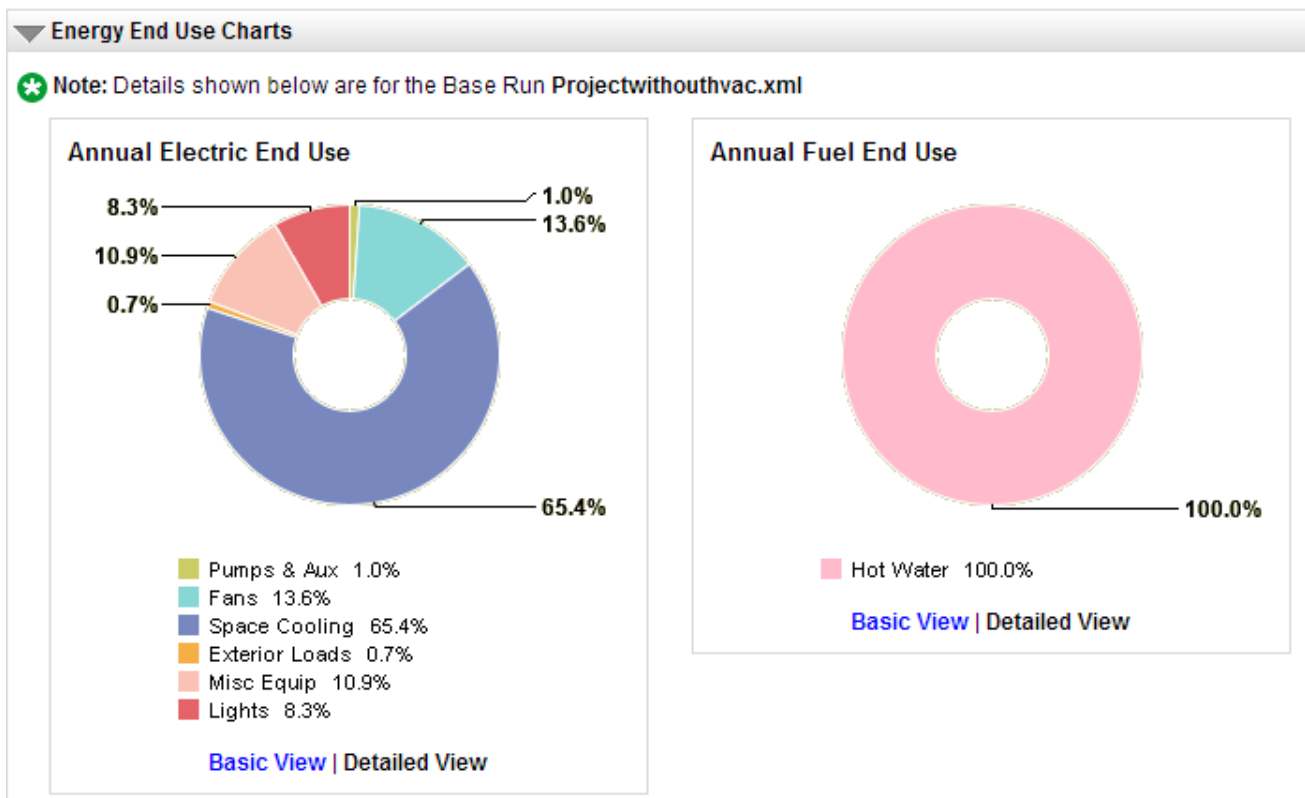 Energy End Use Charts
Note: Details shown below are for the Base Run Projectwithouthvac.xml
Annual Electric End Use
8.3%
1.0%
13.6%
10.9%
0.7%
65.4%
Pumps & Aux 1.0%
Fans 13.6%
Space Cooling 65.4%
Exterior Loads 0.7%
Misc Equip 10.9%
Lights 8.3%
Basic View | Detailed View
Annual Fuel End Use
100.0%
Hot Water 100.0%
Basic View | Detailed View